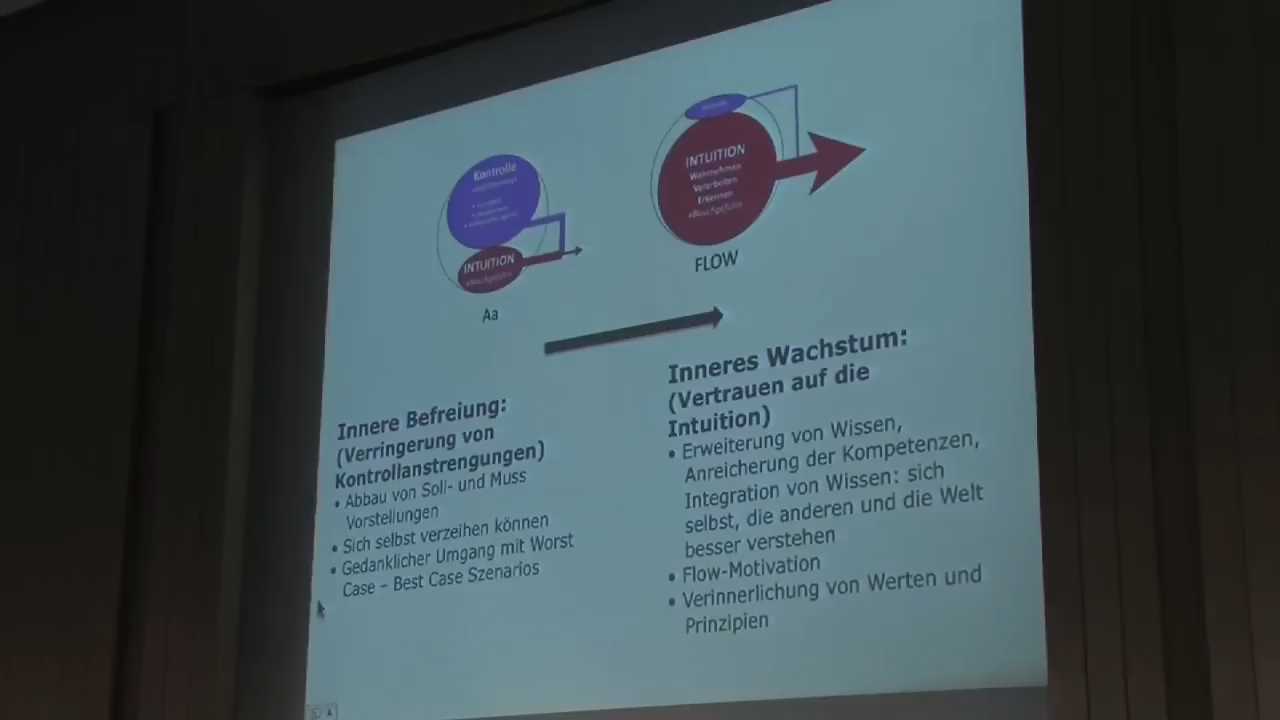 Kontrolle
INTUITION
«Bauchgefühl»
Aa
INTUITION
Wahrnehmen
Verarbeiten
Erkennen
«Bauchgefühl»
FLOW
Innere Befreiung:
(Verringerung von
Kontrollanstrengungen)
• Abbau von Soll- und Muss
Vorstellungen
• Sich selbst verzeihen können
• Gedanklicher Umgang mit Worst
Case – Best Case Szenarios
Inneres Wachstum:
(Vertrauen auf die
Intuition)
• Erweiterung von Wissen,
Anreicherung der Kompetenzen,
Integration von Wissen: sich
selbst, die anderen und die Welt
besser verstehen
• Flow-Motivation
• Verinnerlichung von Werten und
Prinzipien